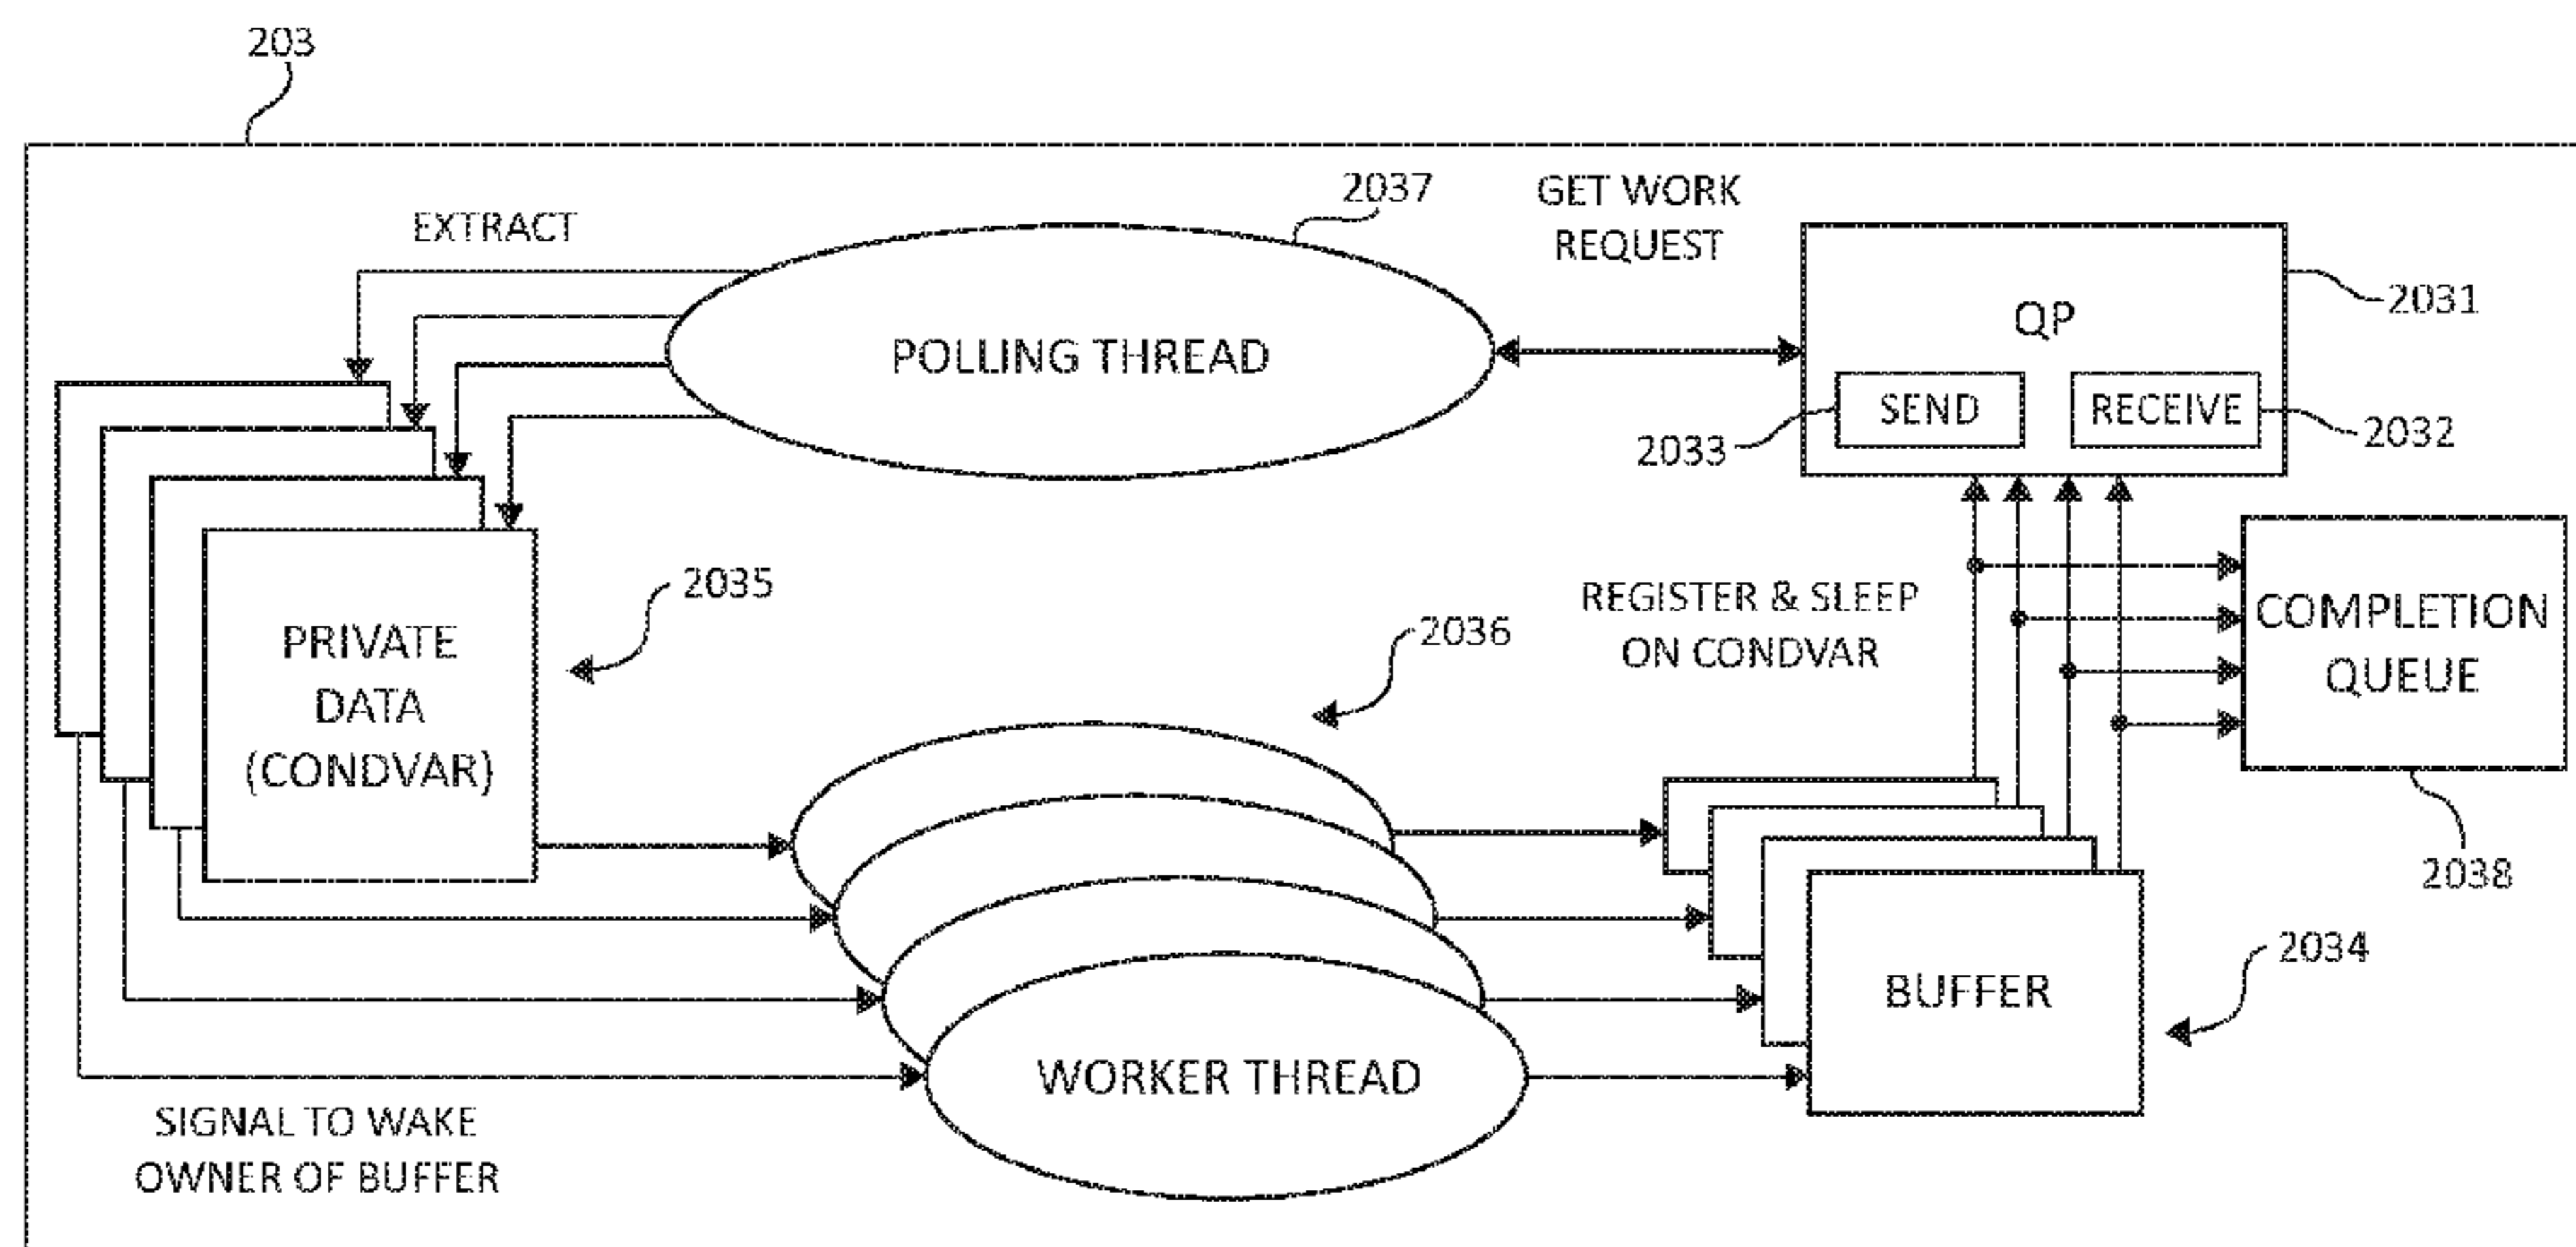 203
2037
GET WORK
REQUEST
EXTRACT
2031
QP
POLLING THREAD
SEND
RECEIVE
2033
2032
2035
REGISTER & SLEEP
ON CONDVAR
COMPLETION
QUEUE
2036
PRIVATE
DATA
(CONDVAR)
2038
2034
BUFFER
WORKER THREAD
SIGNAL TO WAKE
OWNER OF BUFFER